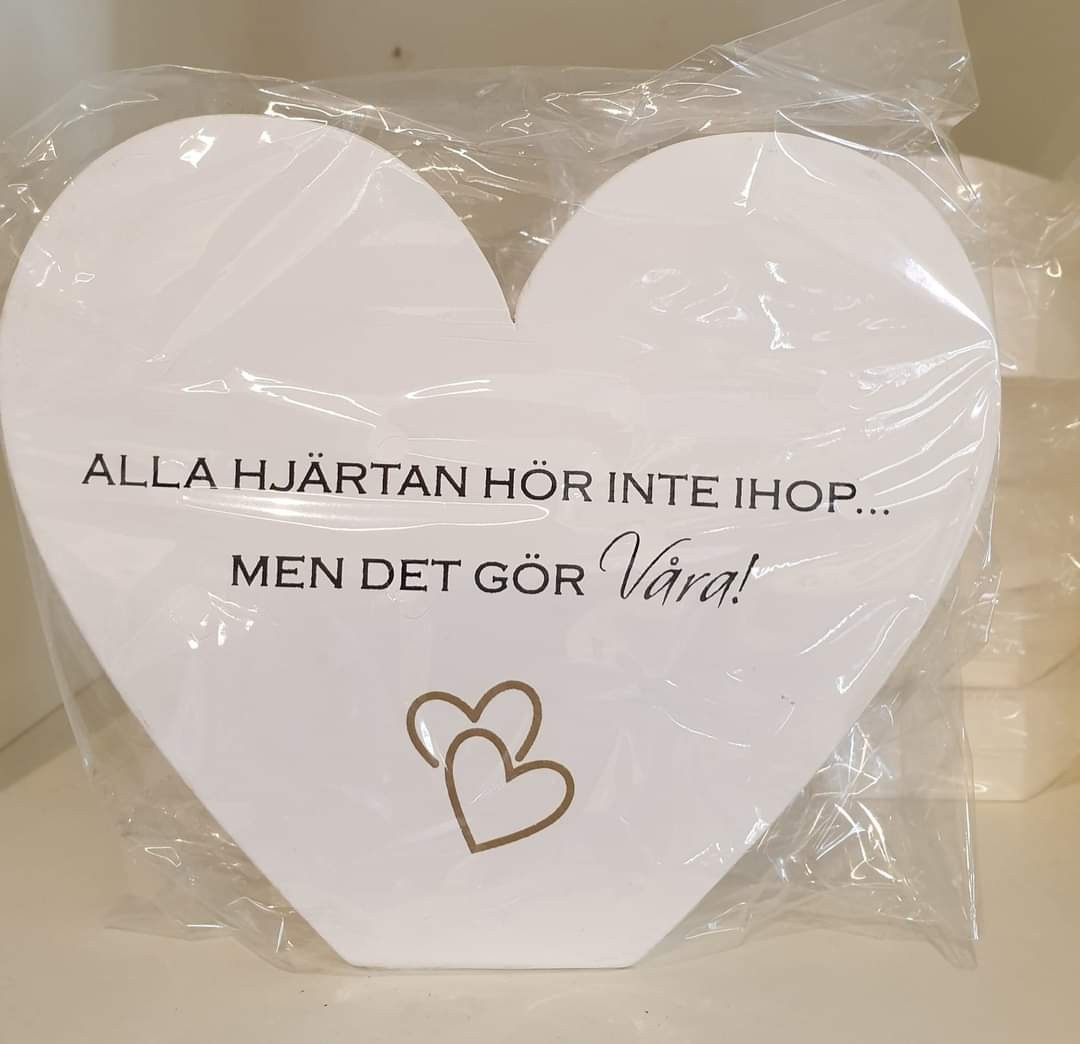 ALLA HJÄRTAN HÖR INTE IHOP...
MEN DET GÖR Våra!